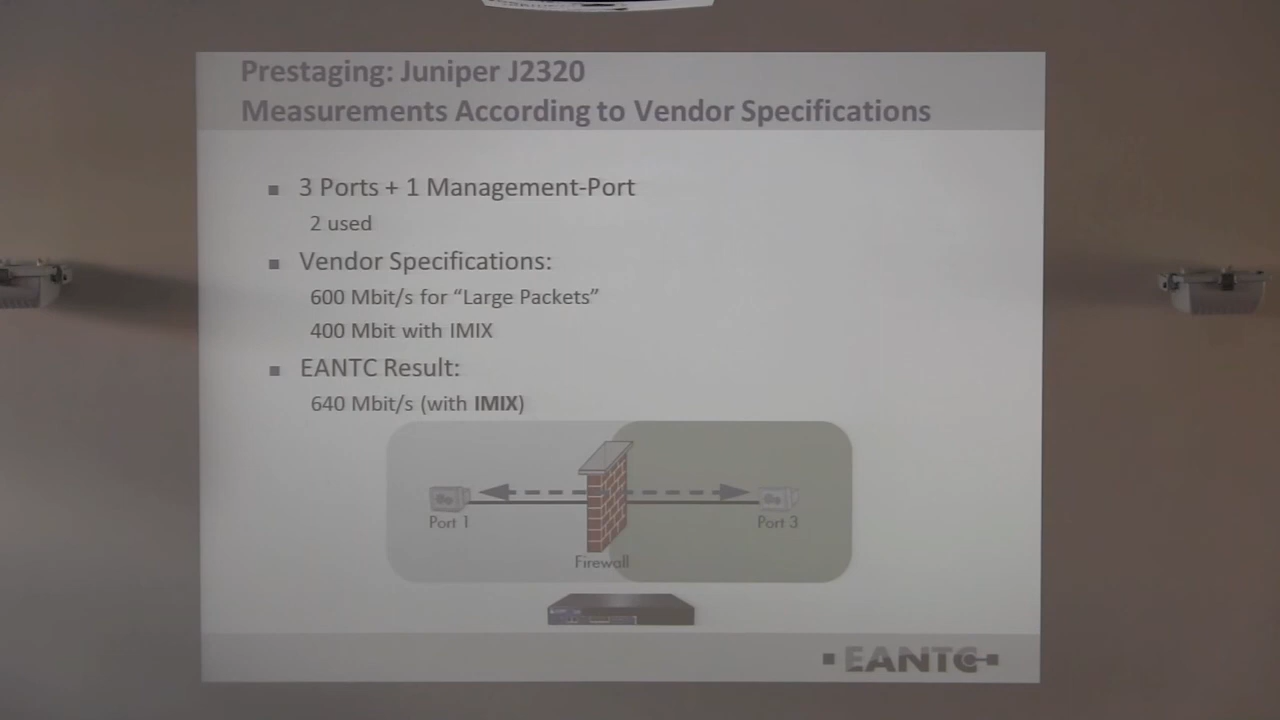 Prestaging: Juniper J2320
Measurements According to Vendor Specifications
3 Ports + 1 Management-Port
2 used
Vendor Specifications:
600 Mbit/s for “Large Packets”
400 Mbit with IMIX
EANTC Result:
640 Mbit/s (with IMIX)
Port 1
Port 3
Firewall
EANTC